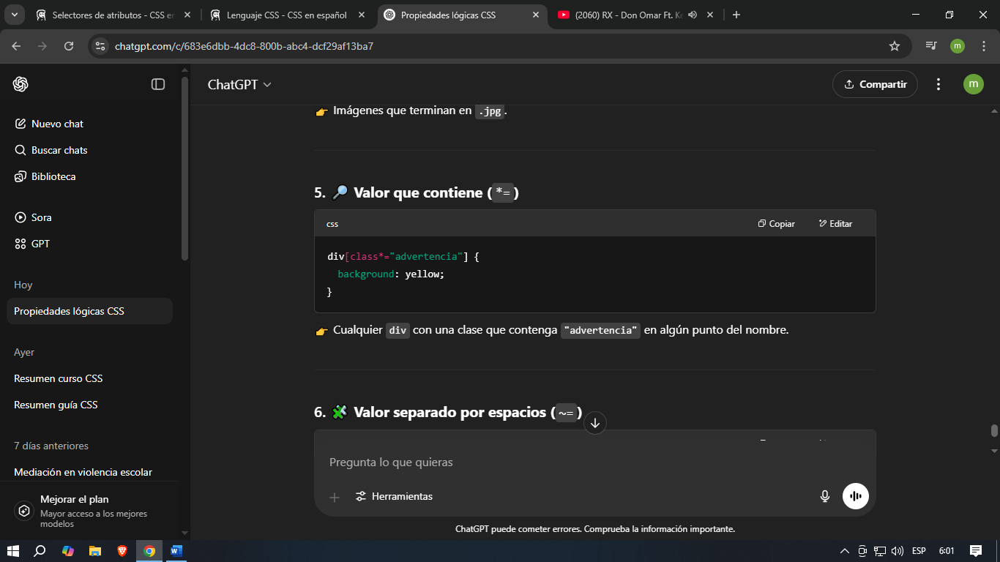 Selectores de atributos - CSS en
Lenguaje CSS - CSS en español
Propiedades lógicas CSS
(2060) RX - Don Omar Ft. Ke
chatgpt.com/c/683e6dbb-4dc8-800b-abc4-dcf29af13ba7
m
ChatGPT
Compartir
m
Nuevo chat
Buscar chats
Biblioteca
Sora
GPT
Hoy
Propiedades lógicas CSS
Ayer
Resumen curso CSS
Resumen guía CSS
7 días anteriores
Mediación en violencia escolar
Mejorar el plan
Mayor acceso a los mejores
modelos
👉 Imágenes que terminan en .jpg.
5. 🔎 Valor que contiene (*=)
css
Copiar
Editar
div[class*="advertencia"] {
background: yellow;
}
👉 Cualquier div con una clase que contenga "advertencia" en algún punto del nombre.
6. 🧩 Valor separado por espacios (~=)
Pregunta lo que quieras
Herramientas
ChatGPT puede cometer errores. Comprueba la información importante.
ESP
6:01